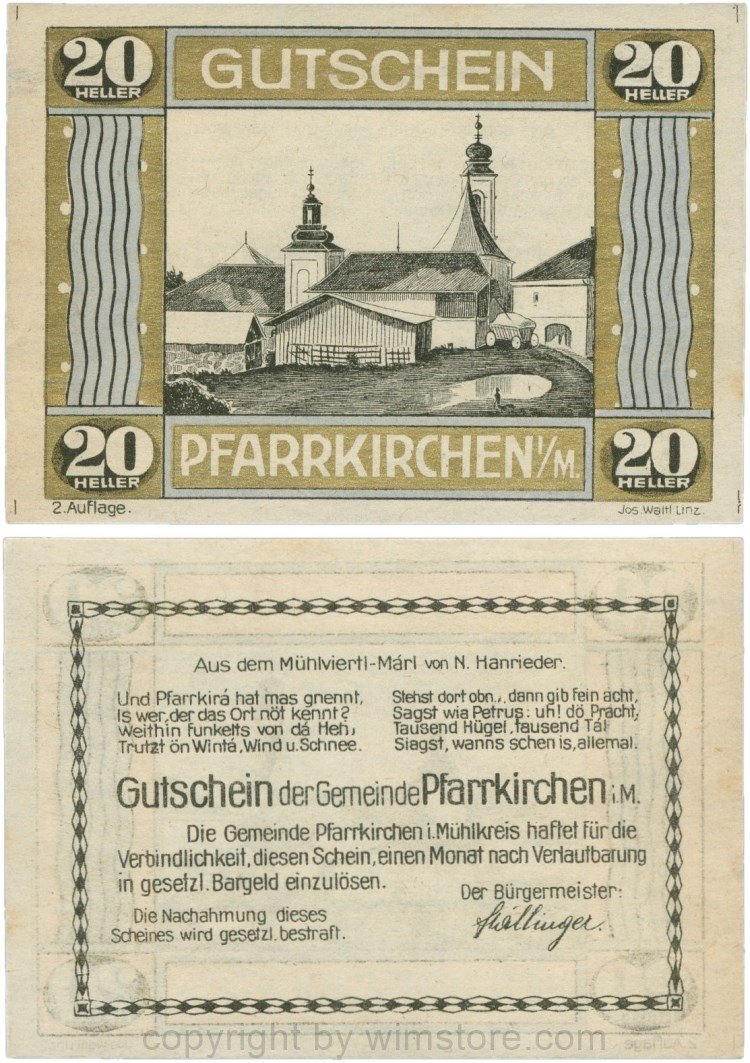 20 HELLER GUTSCHEIN 20 HELLER
20 HELLER PFARRKIRCHEN I/M. 20 HELLER
2. Auflage. Jos. Waltl Linz.
Aus dem Mühlviertl-Márl von N. Hanrieder.
Und Pfarrkirá hat mas gnennt,
Is wer, der das Ort nöt kennt?
Weithin funkelts von dá Heh,
Trutzt ön Wintá, Wind u. Schnee.
Stehst dort obn., dann gib fein acht,
Sagst wia Petrus: uh! dö Pracht,
Tausend Hügel, tausend Tál
Siagst, wanns schen is, allemal.
Gutschein der Gemeinde Pfarrkirchen i. M.
Die Gemeinde Pfarrkirchen i. Mühlkreis haftet für die
Verbindlichkeit, diesen Schein, einen Monat nach Verlautbarung
in gesetzl. Bargeld einzulösen.
Der Bürgermeister:
Die Nachahmung dieses
Scheines wird gesetzl. bestraft.
copyright by wimstore.com